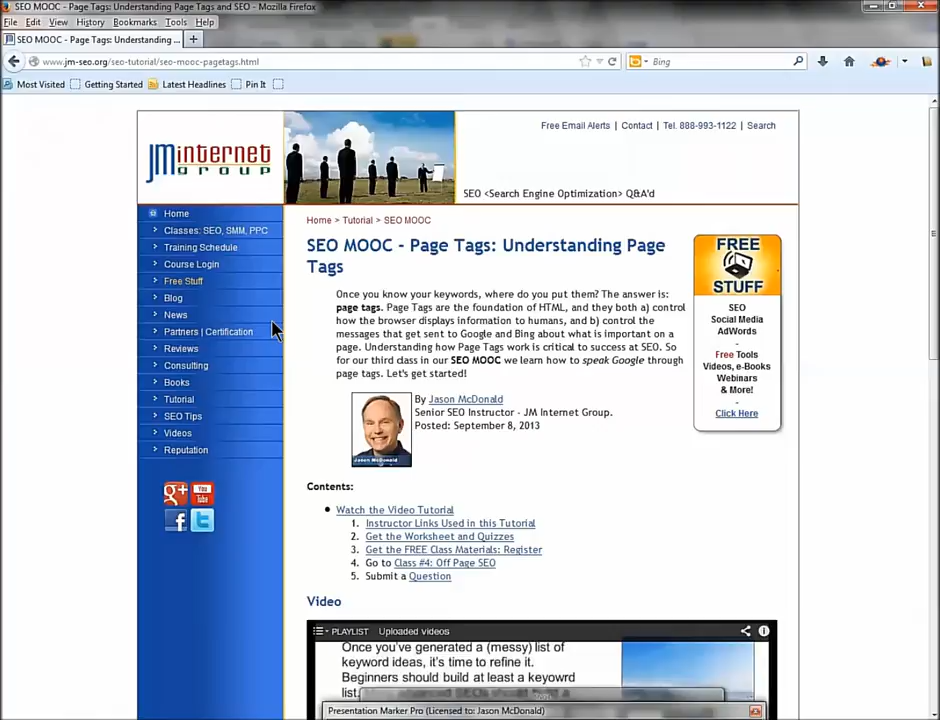 SEO MOOC - Page Tags: Understanding Page Tags and SEO - Mozilla Firefox
File Edit View History Bookmarks Tools Help
SEO MOOC - Page Tags: Understanding ...
www.jm-seo.org/seo-tutorial/seo-mooc-pagetags.html
Bing
Most Visited Getting Started Latest Headlines Pin It
JM internet group
Free Email Alerts | Contact | Tel. 888-993-1122 | Search
SEO <Search Engine Optimization> Q&A'd
Home
Classes: SEO, SMM, PPC
Training Schedule
Course Login
Free Stuff
Blog
News
Partners | Certification
Reviews
Consulting
Books
Tutorial
SEO Tips
Videos
Reputation
g+ You Tube
f t
Home > Tutorial > SEO MOOC
SEO MOOC - Page Tags: Understanding Page
Tags
Once you know your keywords, where do you put them? The answer is:
page tags. Page Tags are the foundation of HTML, and they both a) control
how the browser displays information to humans, and b) control the
messages that get sent to Google and Bing about what is important on a
page. Understanding how Page Tags work is critical to success at SEO. So
for our third class in our SEO MOOC we learn how to speak Google through
page tags. Let's get started!
By Jason McDonald
Senior SEO Instructor - JM Internet Group.
Posted: September 8, 2013
Jason McDonald
Contents:
Watch the Video Tutorial
1. Instructor Links Used in this Tutorial
2. Get the Worksheet and Quizzes
3. Get the FREE Class Materials: Register
4. Go to Class #4: Off Page SEO
5. Submit a Question
Video
PLAYLIST Uploaded videos
Once you've generated a (messy) list of
keyword ideas, it's time to refine it.
Beginners should build at least a keyowrd
list.
Presentation Marker Pro (Licensed to: Jason McDonald)
FREE
STUFF
SEO
Social Media
AdWords
-
Free Tools
Videos, e-Books
Webinars
& More!
-
Click Here